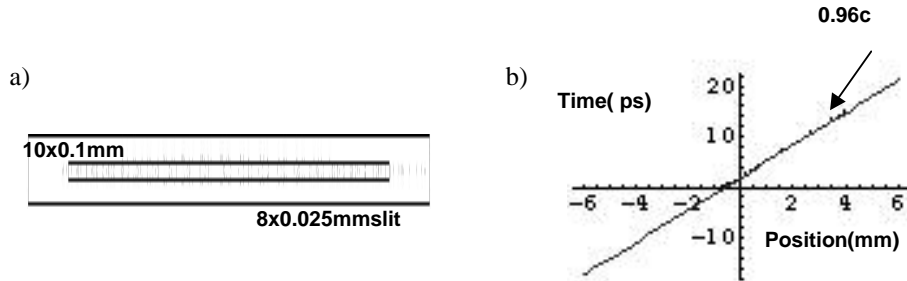 a)
10x0.1mm
8x0.025mmslit
b)
0.96c
Time( ps)
20
10
-6 -4 -2 2 4 6
-10
Position(mm)